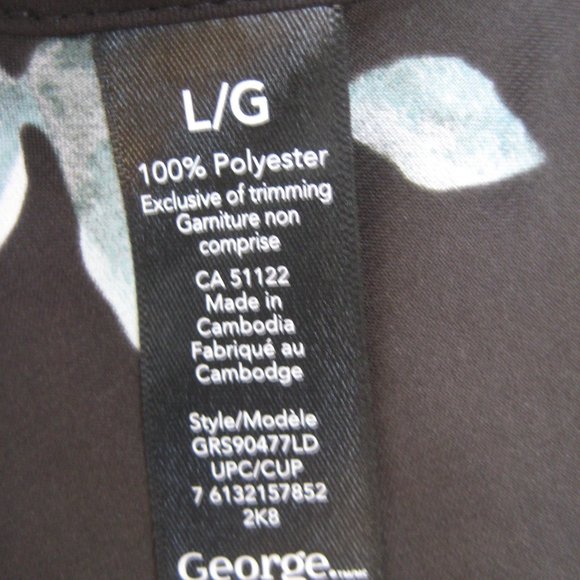 L/G
100% Polyester
Exclusive of trimming
Garniture non
comprise
CA 51122
Made in
Cambodia
Fabriqué au
Cambodge
Style/Modèle
GRS90477LD
UPC/CUP
7 6132157852
2K8
George